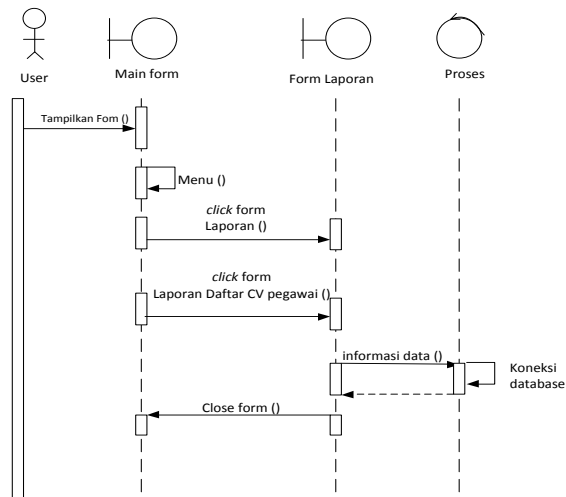 User
Main form
Form Laporan
Proses
Tampilkan Fom ()
Menu ()
click form
Laporan ()
click form
Laporan Daftar CV pegawai ()
informasi data ()
Koneksi
database
Close form ()